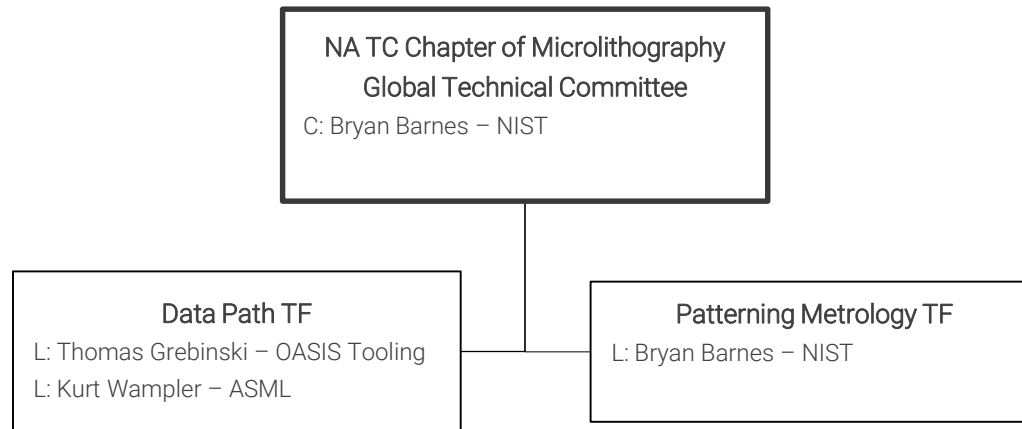 NA TC Chapter of Microlithography
Global Technical Committee
C: Bryan Barnes – NIST
Data Path TF
L: Thomas Grebinski – OASIS Tooling
L: Kurt Wampler – ASML
Patterning Metrology TF
L: Bryan Barnes – NIST